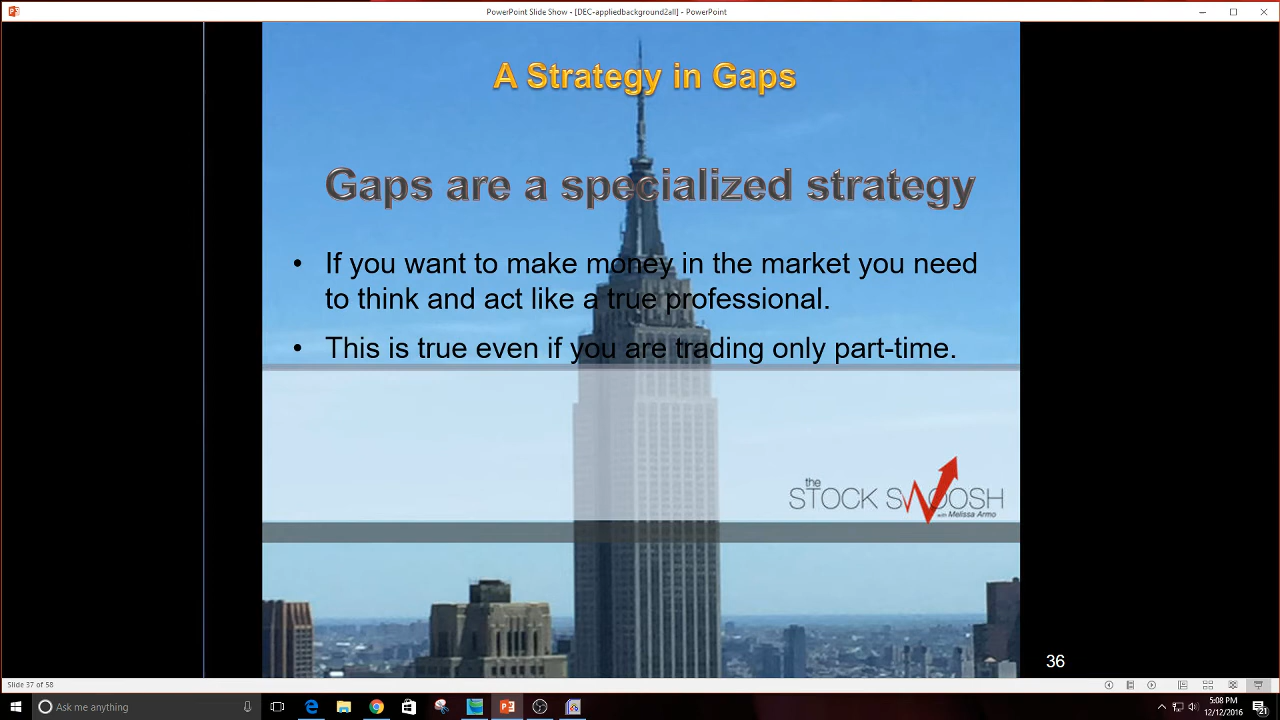 PowerPoint Slide Show - [DEC-appliedbackground2all] - PowerPoint
A Strategy in Gaps
Gaps are a specialized strategy
• If you want to make money in the market you need
to think and act like a true professional.
• This is true even if you are trading only part-time.
the
STOCK SWOOSH
with Melissa Armo
36
Slide 37 of 58
Ask me anything
5:08 PM
12/12/2016